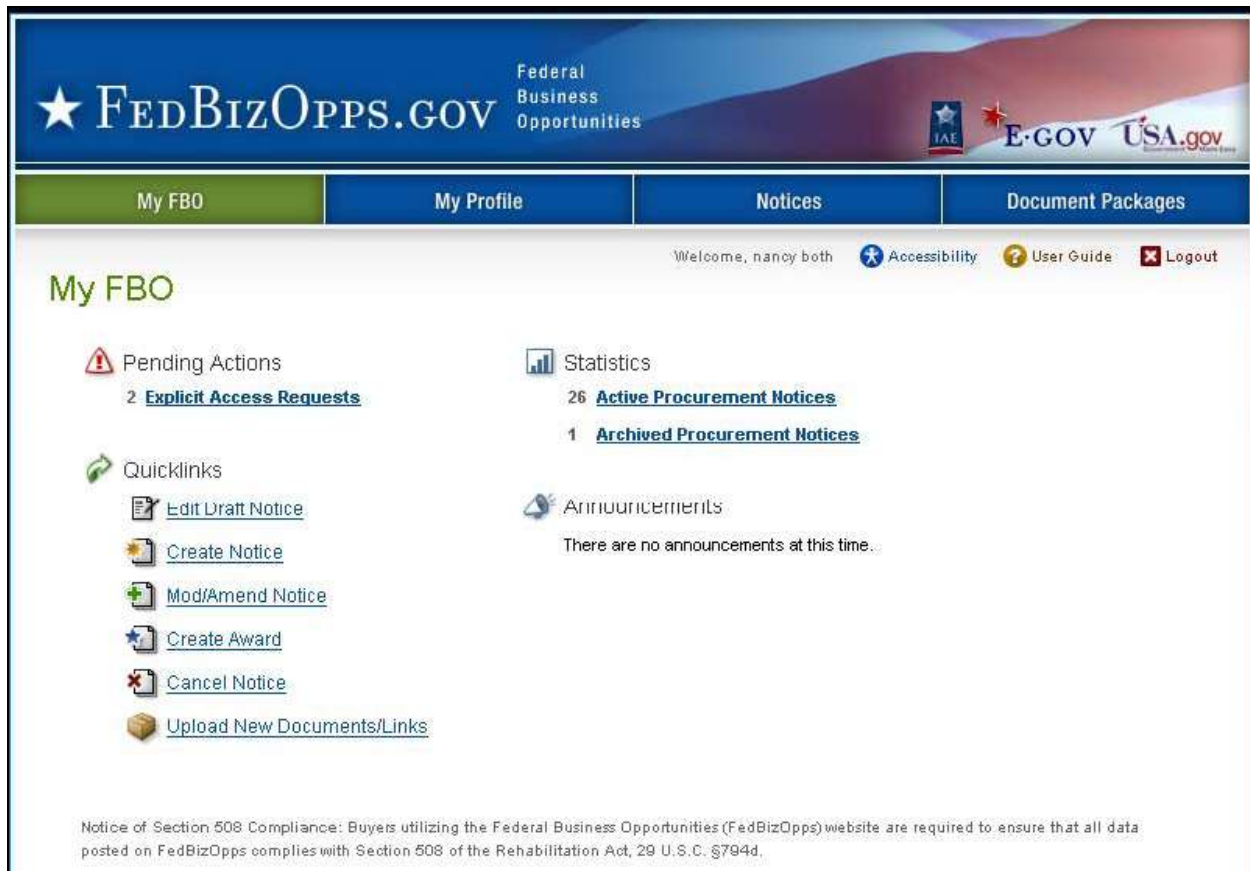 ★ FEDBIZOPPS.GOV
Federal
Business
Opportunities
IAE
E·GOV
USA.gov
My FBO
My Profile
Notices
Document Packages
Welcome, nancy both
Accessibility
User Guide
Logout
My FBO
Pending Actions
2 Explicit Access Requests
Statistics
26 Active Procurement Notices
1 Archived Procurement Notices
Quicklinks
Edit Draft Notice
Create Notice
Mod/Amend Notice
Create Award
Cancel Notice
Upload New Documents/Links
Announcements
There are no announcements at this time.
Notice of Section 508 Compliance: Buyers utilizing the Federal Business Opportunities (FedBizOpps) website are required to ensure that all data
posted on FedBizOpps complies with Section 508 of the Rehabilitation Act, 29 U.S.C. §794d.